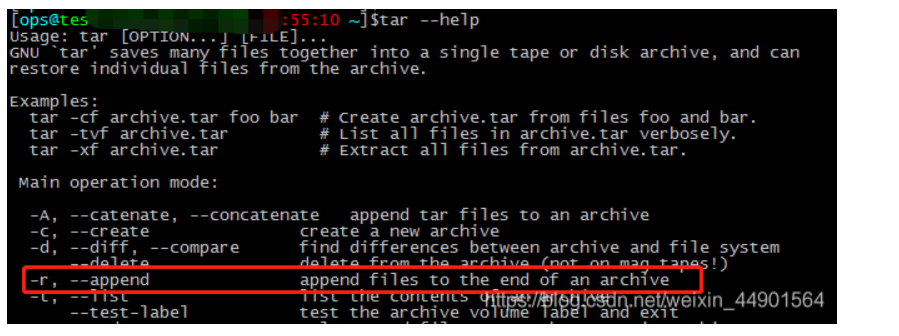 [ops@tes :55:10 ~]$tar --help
Usage: tar [OPTION...] [FILE]...
GNU `tar' saves many files together into a single tape or disk archive, and can
restore individual files from the archive.
Examples:
tar -cf archive.tar foo bar # Create archive.tar from files foo and bar.
tar -tvf archive.tar # List all files in archive.tar verbosely.
tar -xf archive.tar # Extract all files from archive.tar.
Main operation mode:
-A, --catenate, --concatenate append tar files to an archive
-c, --create create a new archive
-d, --diff, --compare find differences between archive and file system
--delete delete from the archive (not on mag tapes!)
-r, --append append files to the end of an archive
-t, --list list the contents of an archive
https://blog.csdn.net/weixin_44901564
--test-label test the archive volume label and exit